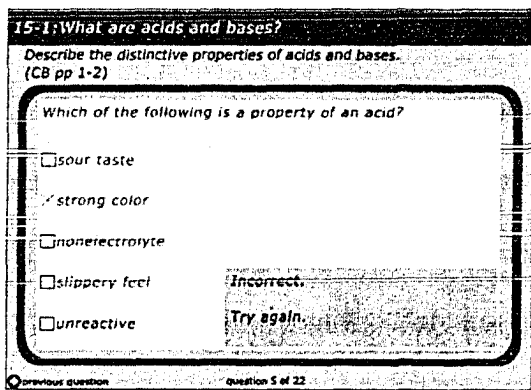 15-1: What are acids and bases?
Describe the distinctive properties of acids and bases.
(CB pp 1-2)
Which of the following is a property of an acid?
sour taste
strong color
nonelectrolyte
slippery feel
Incorrect.
Try again.
unreactive
previous question
question 5 of 22